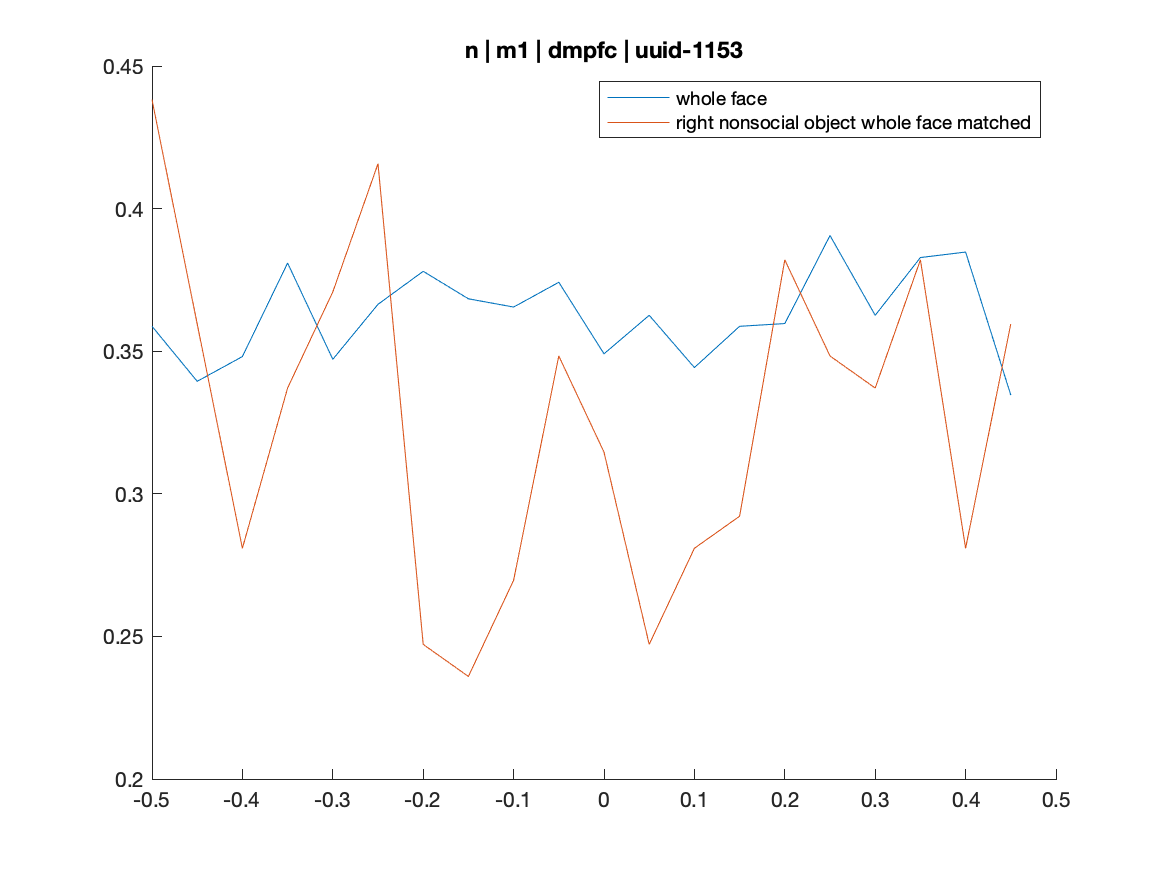 n | m1 | dmpfc | uuid-1153
0.45
whole face
right nonsocial object whole face matched
0.4
0.35
0.3
0.25
0.2
-0.5 -0.4 -0.3 -0.2 -0.1 0 0.1 0.2 0.3 0.4 0.5